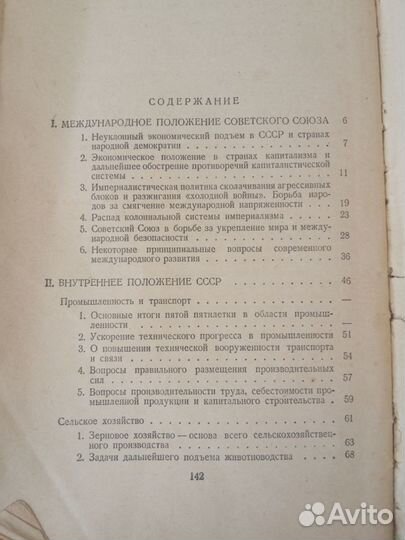 СОДЕРЖАНИЕ
I. МЕЖДУНАРОДНОЕ ПОЛОЖЕНИЕ СОВЕТСКОГО СОЮЗА 6
1. Неуклонный экономический подъем в СССР и странах
народной демократии . . . . . . . . . . . . . . . 7
2. Экономическое положение в странах капитализма и
дальнейшее обострение противоречий капиталистической
системы . . . . . . . . . . . . . . . . . . . . 11
3. Империалистическая политика сколачивания агрессивных
блоков и разжигания «холодной войны». Борьба наро-
дов за смягчение международной напряженности . . 19
4. Распад колониальной системы империализма . . . . 23
5. Советский Союз в борьбе за укрепление мира и между-
народной безопасности . . . . . . . . . . . . . . 28
6. Некоторые принципиальные вопросы современного
международного развития . . . . . . . . . . . . . 36
II. ВНУТРЕННЕЕ ПОЛОЖЕНИЕ СССР . . . . . . . . . 46
Промышленность и транспорт . . . . . . . . . . . . —
1. Основные итоги пятой пятилетки в области промыш-
ленности . . . . . . . . . . . . . . . . . . . . —
2. Ускорение технического прогресса в промышленности 51
3. О повышении технической вооруженности транспорта
и связи . . . . . . . . . . . . . . . . . . . . 54
4. Вопросы правильного размещения производительных
сил . . . . . . . . . . . . . . . . . . . . . . 57
5. Вопросы производительности труда, себестоимости про-
мышленной продукции и капитального строительства . 59
Сельское хозяйство . . . . . . . . . . . . . . . . 61
1. Зерновое хозяйство — основа всего сельскохозяйствен-
ного производства . . . . . . . . . . . . . . . . 63
2. Задачи дальнейшего подъема животноводства . . . . 68
142
Avito